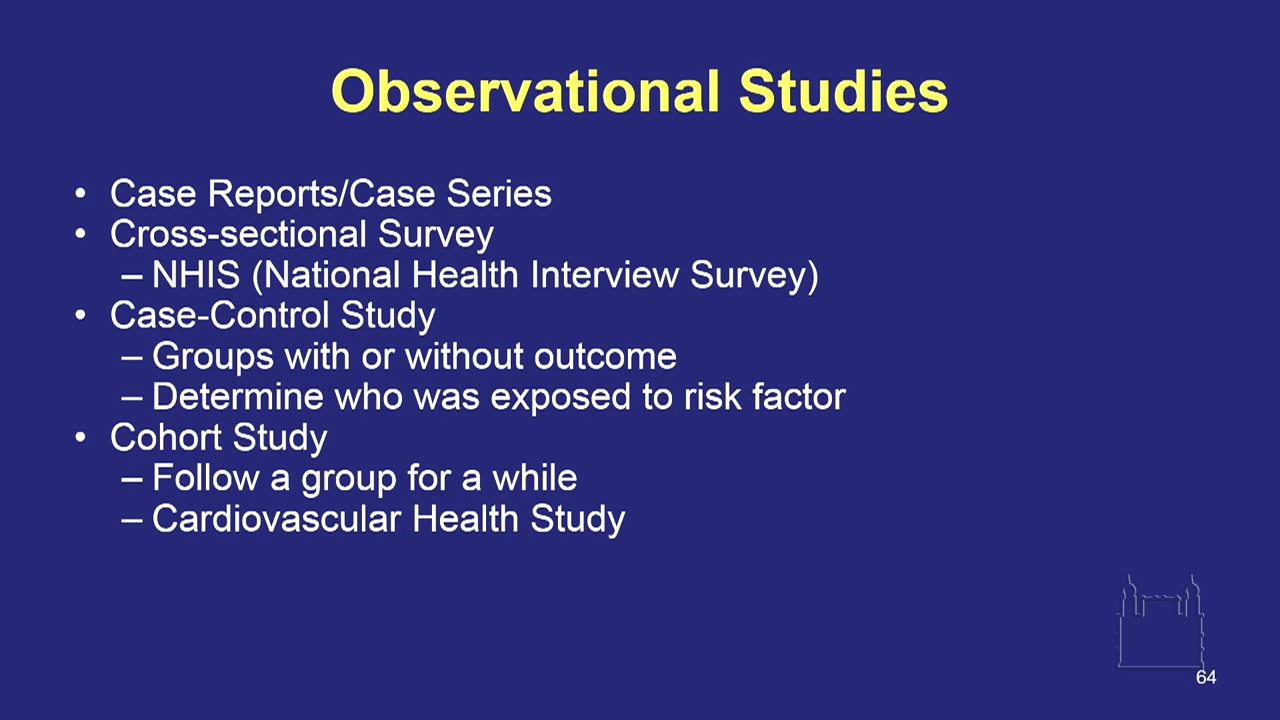 Observational Studies
• Case Reports/Case Series
• Cross-sectional Survey
– NHIS (National Health Interview Survey)
• Case-Control Study
– Groups with or without outcome
– Determine who was exposed to risk factor
• Cohort Study
– Follow a group for a while
– Cardiovascular Health Study
64